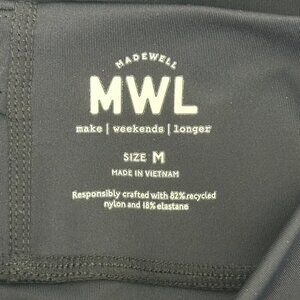 MADEWELL
MWL
make | weekends | longer
SIZE M
MADE IN VIETNAM
Responsibly crafted with 82% recycled
nylon and 18% elastane